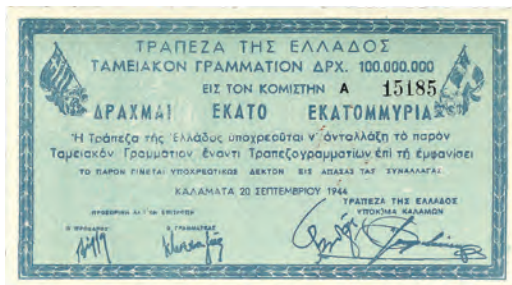 ΤΡΑΠΕΖΑ ΤΗΣ ΕΛΛΑΔΟΣ
ΤΑΜΕΙΑΚΟΝ ΓΡΑΜΜΑΤΙΟΝ ΔΡΧ. 100.000.000
ΕΙΣ ΤΟΝ ΚΟΜΙΣΤΗΝ Α 15185
ΔΡΑΧΜΑΙ ΕΚΑΤΟ ΕΚΑΤΟΜΜΥΡΙΑ
Ἡ Τράπεζα τῆς Ἑλλάδος ὑποχρεοῦται ν' ἀνταλλάξῃ τὸ παρὸν
Ταμειακὸν Γραμμάτιον ἔναντι Τραπεζογραμματίων ἐπὶ τῇ ἐμφανίσει
ΤΟ ΠΑΡΟΝ ΓΙΝΕΤΑΙ ΥΠΟΧΡΕΩΤΙΚΩΣ ΔΕΚΤΟΝ ΕΙΣ ΑΠΑΣΑΣ ΤΑΣ ΣΥΝΑΛΛΑΓΑΣ
ΚΑΛΑΜΑΤΑ 20 ΣΕΠΤΕΜΒΡΙΟΥ 1944
ΤΡΑΠΕΖΑ ΤΗΣ ΕΛΛΑΔΟΣ
ΥΠΟΚ)ΜΑ ΚΑΛΑΜΩΝ
Ο ΠΡΟΕΔΡΟΣ Ο ΓΡΑΜΜΑΤΕΑΣ